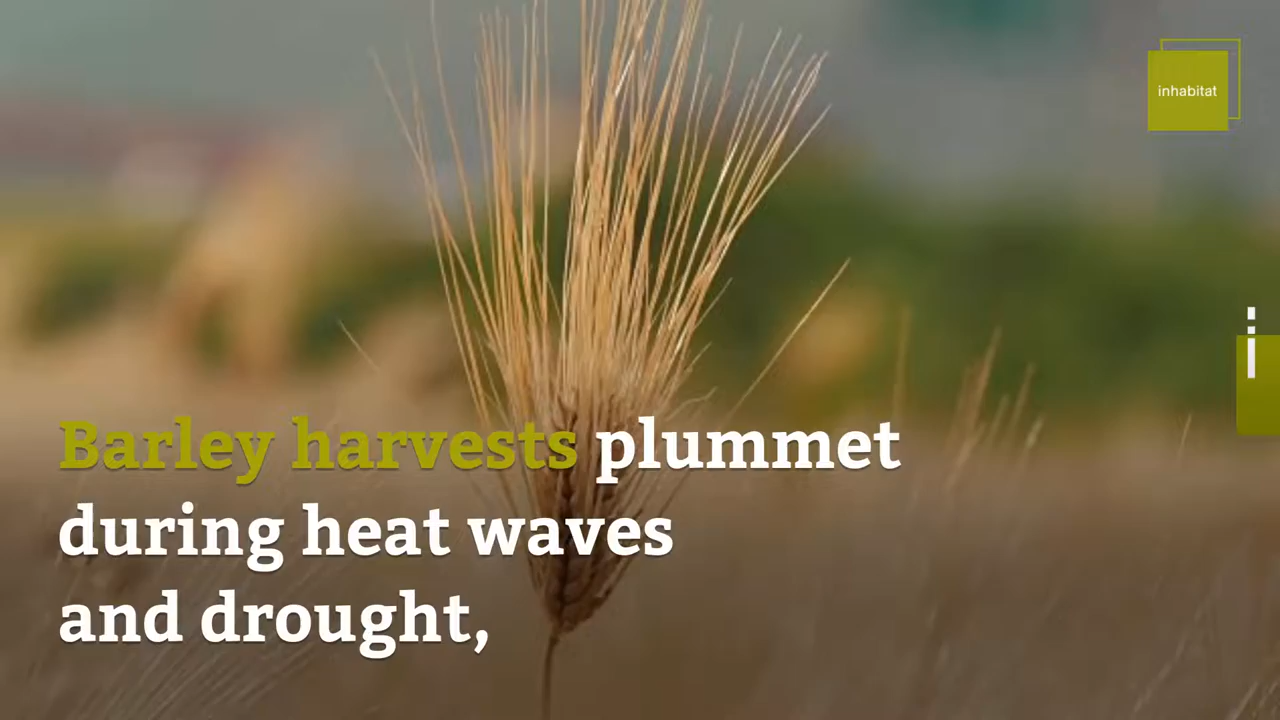 inhabitat
i
Barley harvests plummet
during heat waves
and drought,